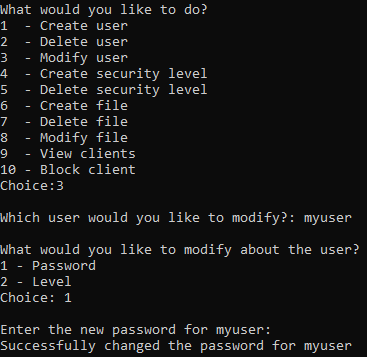 What would you like to do?
1  - Create user
2  - Delete user
3  - Modify user
4  - Create security level
5  - Delete security level
6  - Create file
7  - Delete file
8  - Modify file
9  - View clients
10 - Block client
Choice:3
Which user would you like to modify?: myuser
What would you like to modify about the user?
1 - Password
2 - Level
Choice: 1
Enter the new password for myuser:
Successfully changed the password for myuser